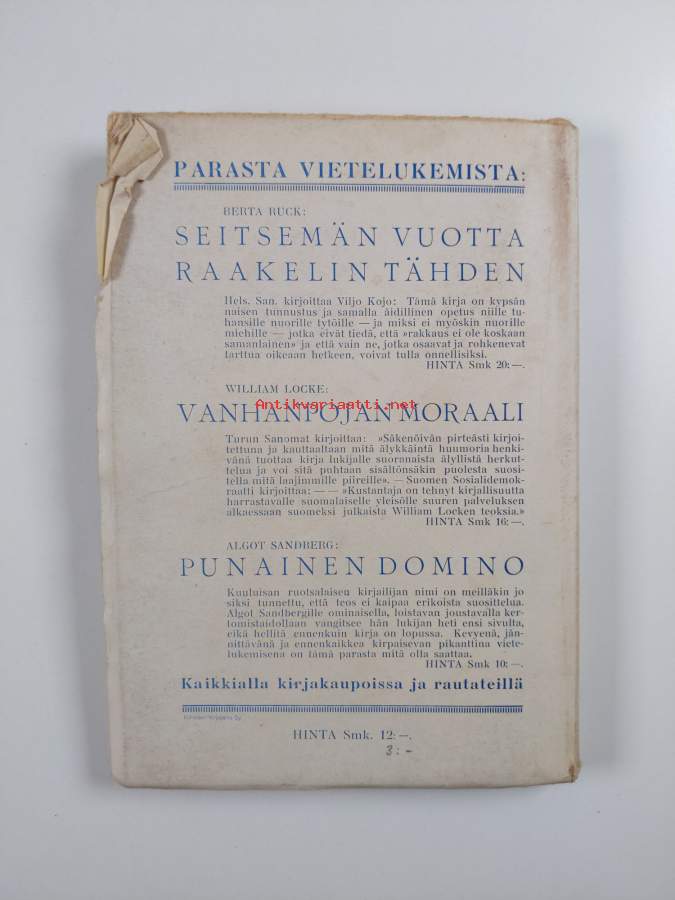 PARASTA VIETELUKEMISTA:
BERTA RUCK:
SEITSEMÄN VUOTTA
RAAKELIN TÄHDEN
Hels. San. kirjoittaa Viljo Kojo: Tämä kirja on kypsän
naisen tunnustus ja samalla äidillinen opetus niille tu-
hansille nuorille tytöille — ja miksi ei myöskin nuorille
miehille — jotka eivät tiedä, että »rakkaus ei ole koskaan
samanlainen» ja että vain ne, jotka osaavat ja rohkenevat
tarttua oikeaan hetkeen, voivat tulla onnellisiksi.
HINTA Smk 20:—.
WILLIAM LOCKE:
Antikvariaatti.net
VANHANPOJAN MORAALI
Turun Sanomat kirjoittaa: »Säkenöivän pirteästi kirjoi-
tettuna ja kauttaaltaan mitä älykkäintä huumoria henki-
vänä tuottaa kirja lukijalle suoranaista älyllistä herkut-
telua ja voi sitä puhtaan sisältönsäkin puolesta suosi-
tella mitä laajimmille piireille». — Suomen Sosialidemok-
raatti kirjoittaa: — — »Kustantaja on tehnyt kirjallisuutta
harrastavalle suomalaiselle yleisölle suuren palveluksen
alkaessaan suomeksi julkaista William Locken teoksia.»
HINTA Smk 16:—.
ALGOT SANDBERG:
PUNAINEN DOMINO
Kuuluisan ruotsalaisen kirjailijan nimi on meilläkin jo
siksi tunnettu, että teos ei kaipaa erikoista suosittelua.
Algot Sandbergille ominaisella, loistavan joustavalla ker-
tomistaidollaan vangitsee hän lukijan heti ensi sivulta,
eikä hellitä ennenkuin kirja on lopussa. Kevyenä, jän-
nittävänä ja ennenkaikkea kirpaisevan pikanttina viete-
lukemisena on tämä parasta mitä olla saattaa.
HINTA Smk 10:—.
Kaikkialla kirjakaupoissa ja rautateillä
HINTA Smk. 12:—.
3:-